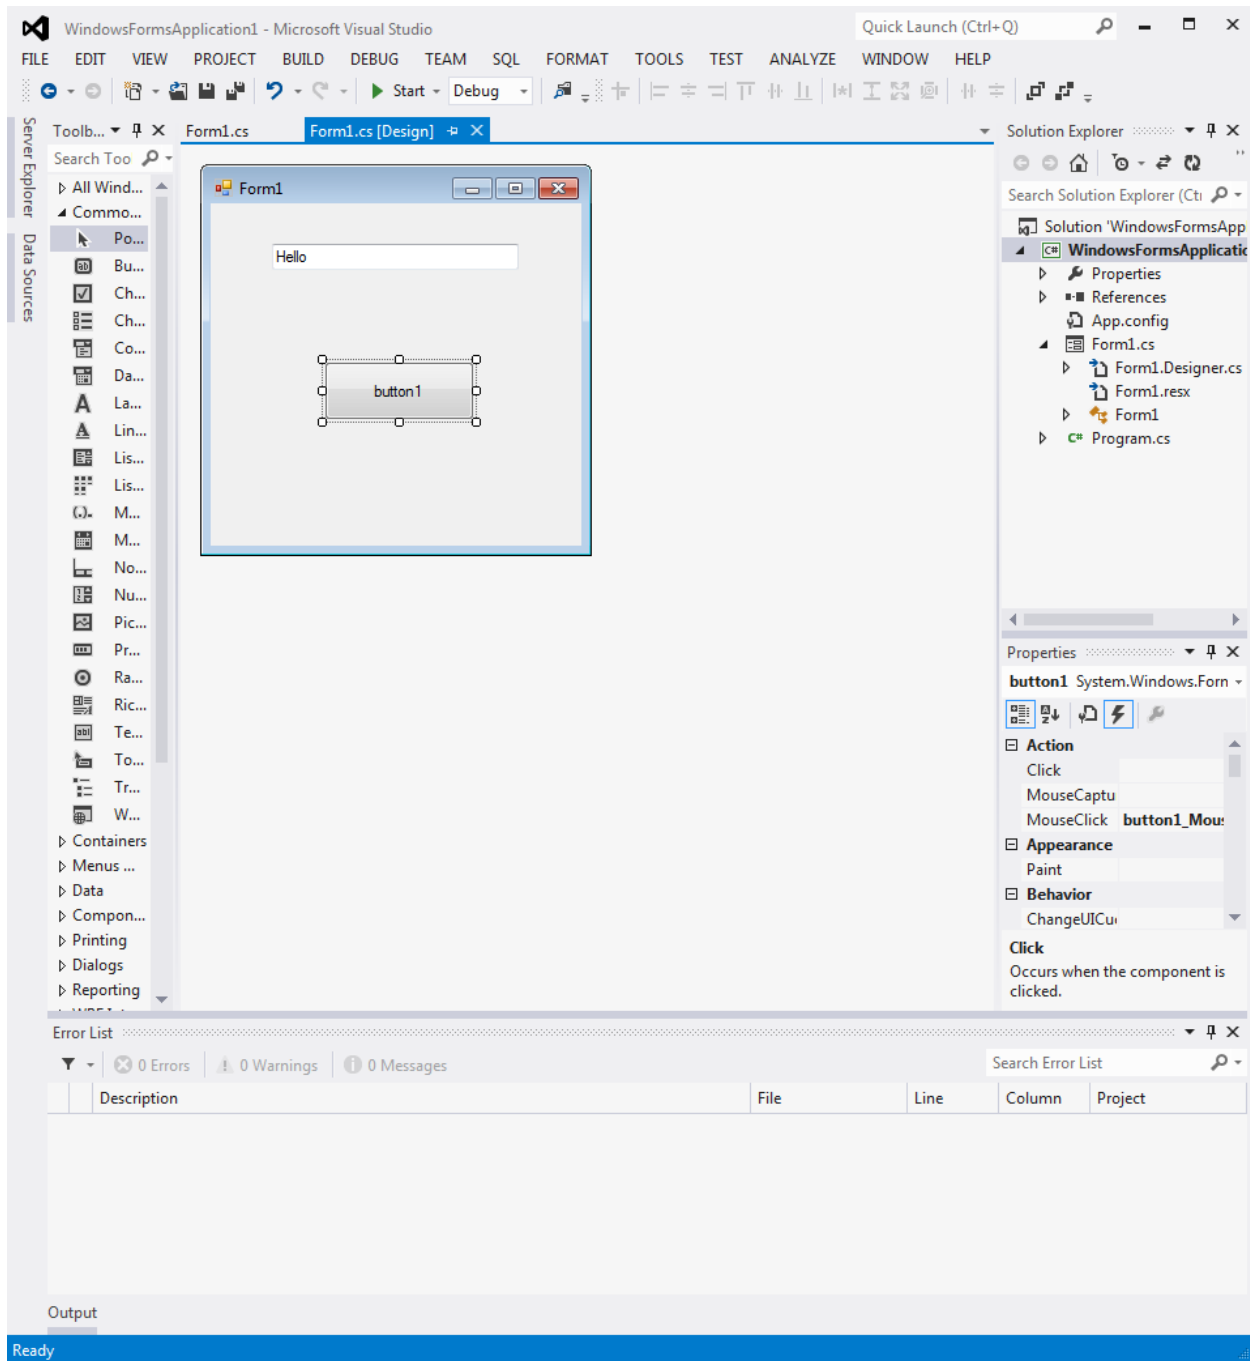 WindowsFormsApplication1 - Microsoft Visual Studio
Quick Launch (Ctrl+Q)
FILE EDIT VIEW PROJECT BUILD DEBUG TEAM SQL FORMAT TOOLS TEST ANALYZE WINDOW HELP
Start Debug
Server Explorer
Data Sources
Toolb...
Search Too
All Wind...
Commo...
Po...
Bu...
Ch...
Ch...
Co...
Da...
La...
Lin...
Lis...
Lis...
M...
M...
No...
Nu...
Pic...
Pr...
Ra...
Ric...
Te...
To...
Tr...
W...
Containers
Menus ...
Data
Compon...
Printing
Dialogs
Reporting
Form1.cs
Form1.cs [Design]
Form1
Hello
button1
Solution Explorer
Search Solution Explorer (Ctr
Solution 'WindowsFormsApp
WindowsFormsApplicatic
Properties
References
App.config
Form1.cs
Form1.Designer.cs
Form1.resx
Form1
Program.cs
Properties
button1 System.Windows.Forn
Action
Click
MouseCaptu
MouseClick button1_Mou
Appearance
Paint
Behavior
ChangeUICu
Click
Occurs when the component is
clicked.
Error List
0 Errors
0 Warnings
0 Messages
Search Error List
Description File Line Column Project
Output
Ready